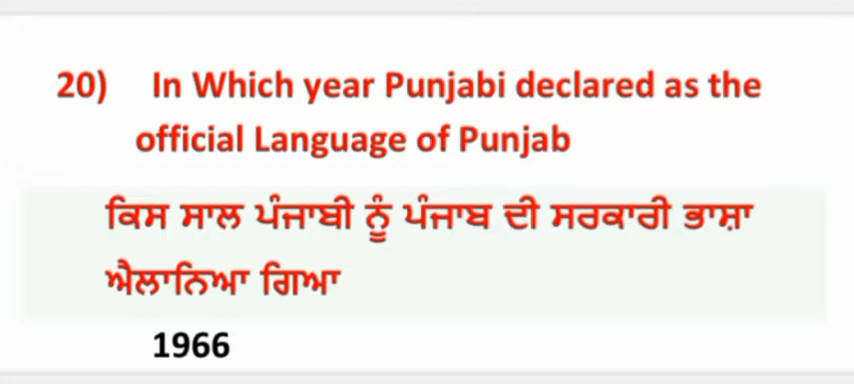 20) In Which year Punjabi declared as the
official Language of Punjab
ਕਿਸ ਸਾਲ ਪੰਜਾਬੀ ਨੂੰ ਪੰਜਾਬ ਦੀ ਸਰਕਾਰੀ ਭਾਸ਼ਾ
ਐਲਾਨਿਆ ਗਿਆ
1966